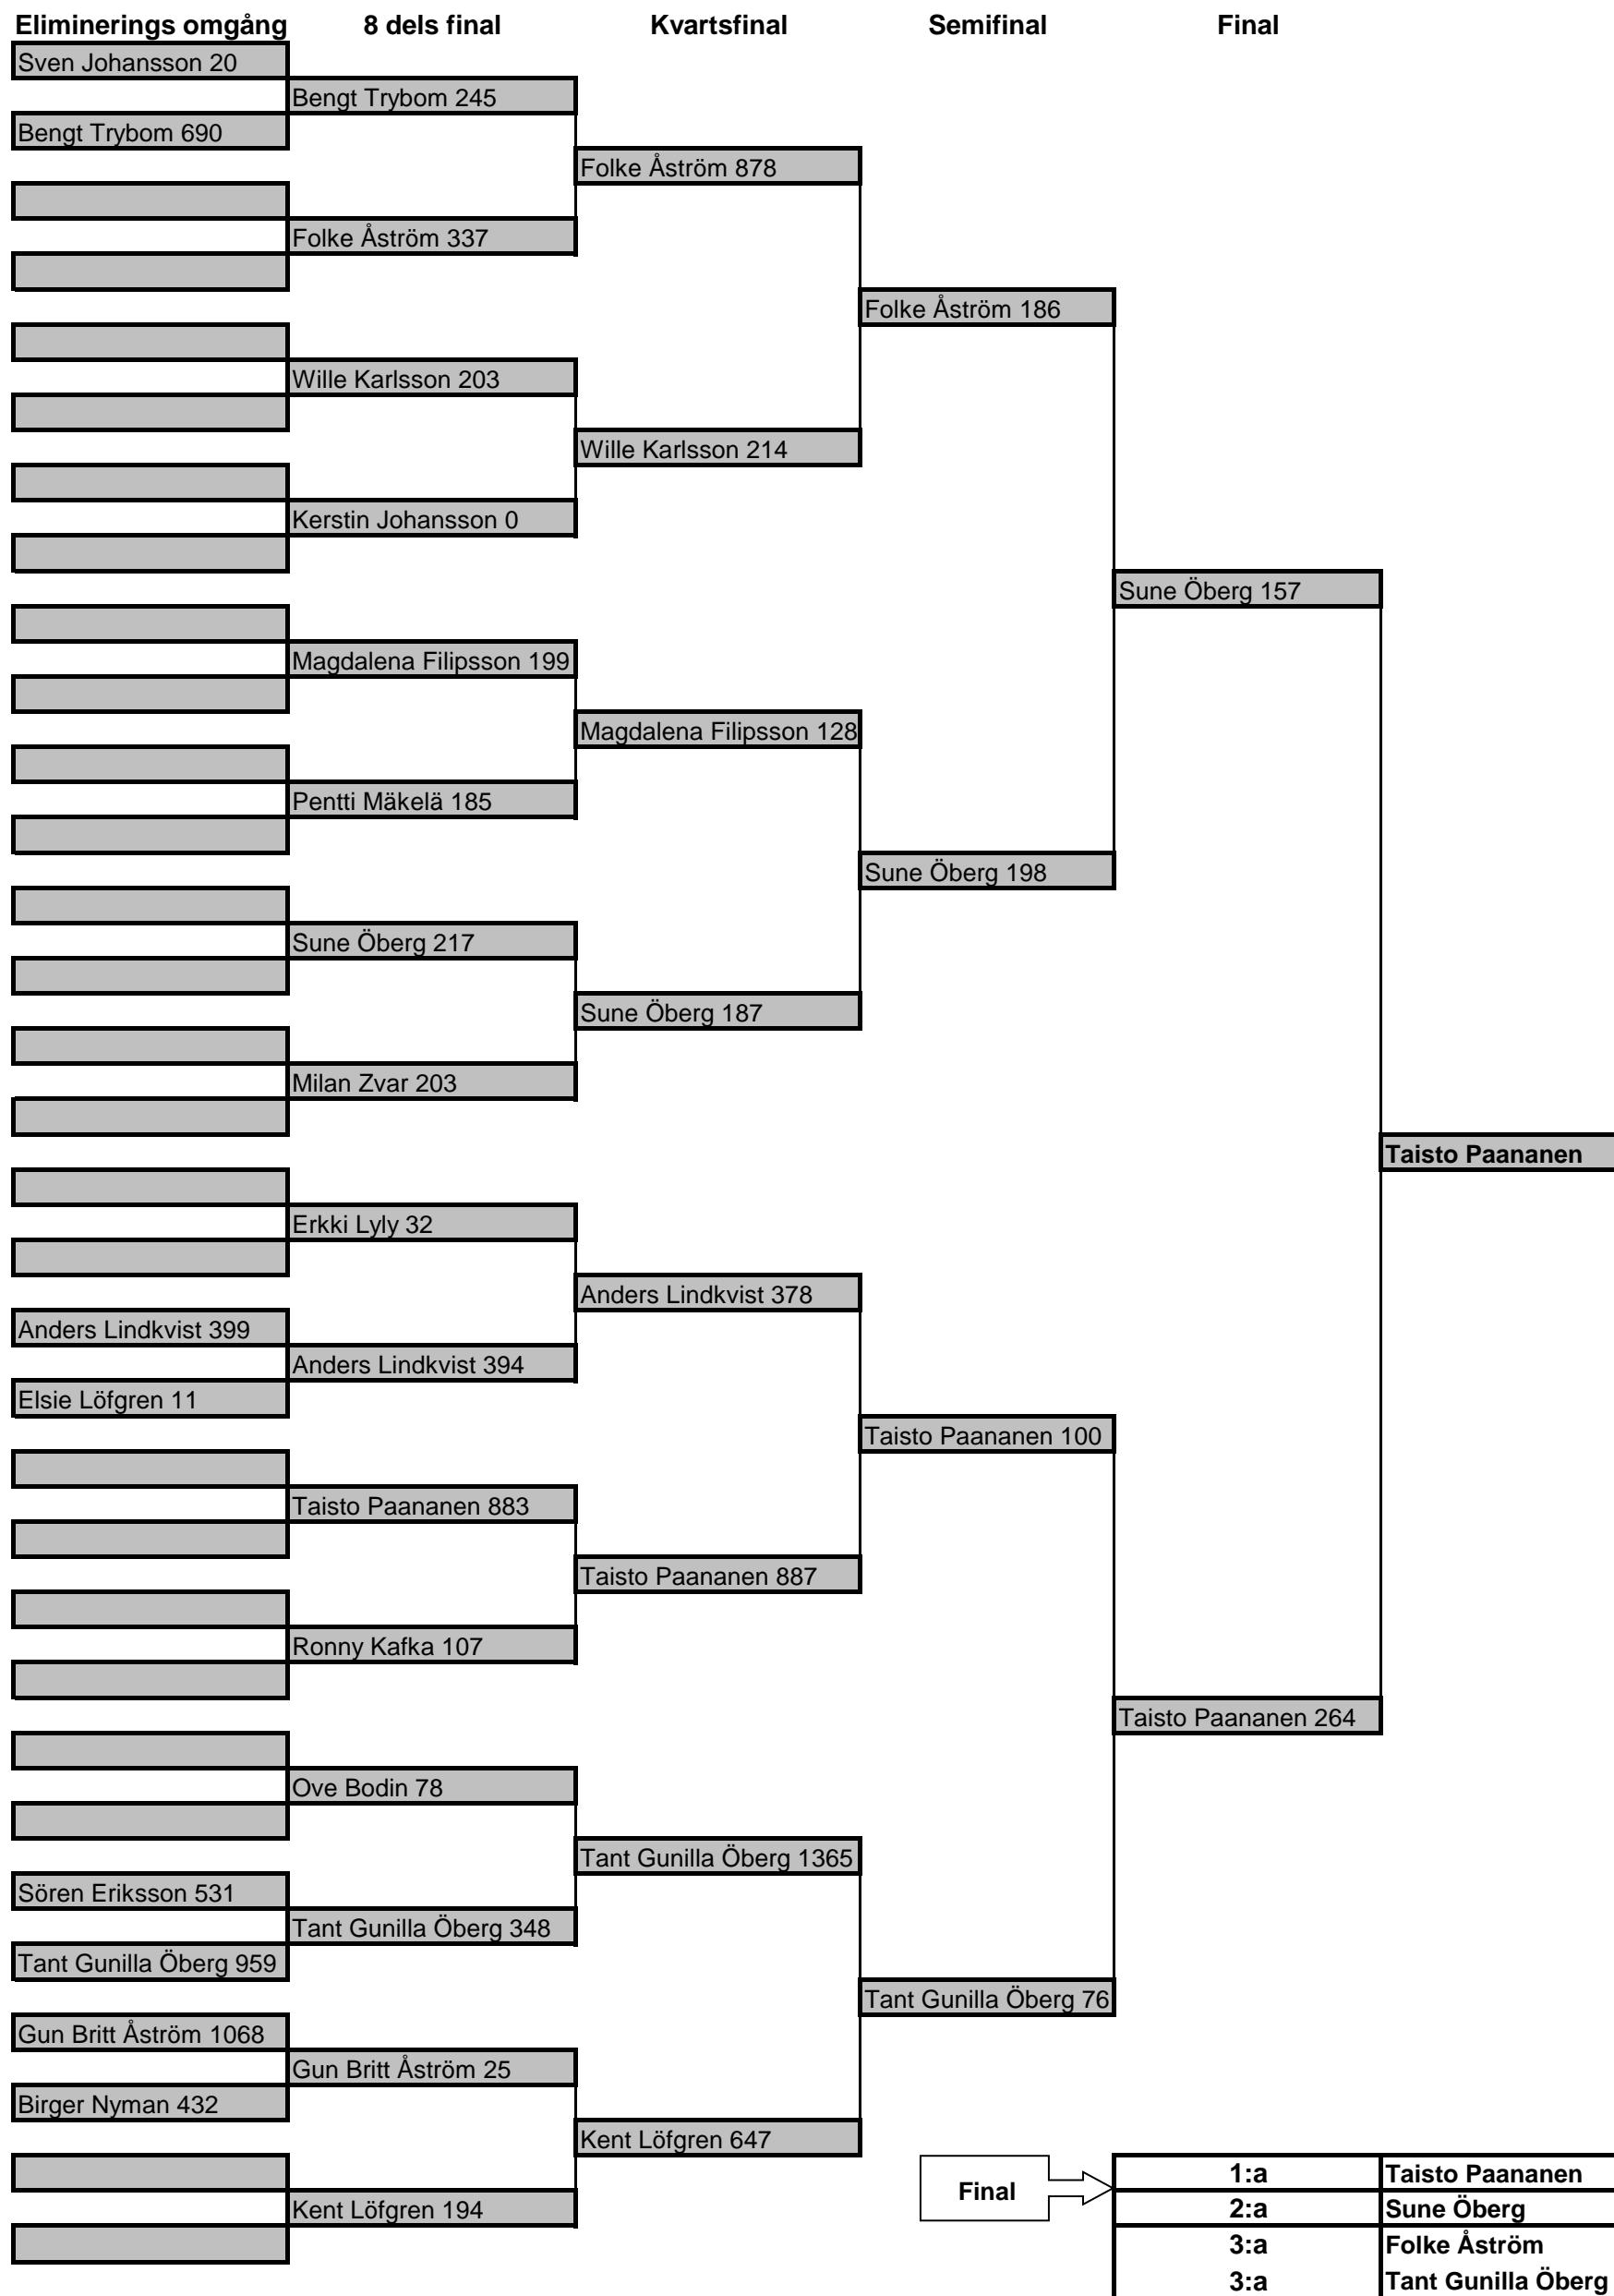 Eliminerings omgång 8 dels final Kvartsfinal Semifinal Final
Sven Johansson 20
Bengt Trybom 245
Bengt Trybom 690
Folke Åström 878
Folke Åström 337
Folke Åström 186
Wille Karlsson 203
Wille Karlsson 214
Kerstin Johansson 0
Sune Öberg 157
Magdalena Filipsson 199
Magdalena Filipsson 128
Pentti Mäkelä 185
Sune Öberg 198
Sune Öberg 217
Sune Öberg 187
Milan Zvar 203
Taisto Paananen
Erkki Lyly 32
Anders Lindkvist 378
Anders Lindkvist 399
Anders Lindkvist 394
Elsie Löfgren 11
Taisto Paananen 100
Taisto Paananen 883
Taisto Paananen 887
Ronny Kafka 107
Taisto Paananen 264
Ove Bodin 78
Tant Gunilla Öberg 1365
Sören Eriksson 531
Tant Gunilla Öberg 348
Tant Gunilla Öberg 959
Tant Gunilla Öberg 76
Gun Britt Åström 1068
Gun Britt Åström 25
Birger Nyman 432
Kent Löfgren 647
Kent Löfgren 194
Final
1:a Taisto Paananen
2:a Sune Öberg
3:a Folke Åström
3:a Tant Gunilla Öberg